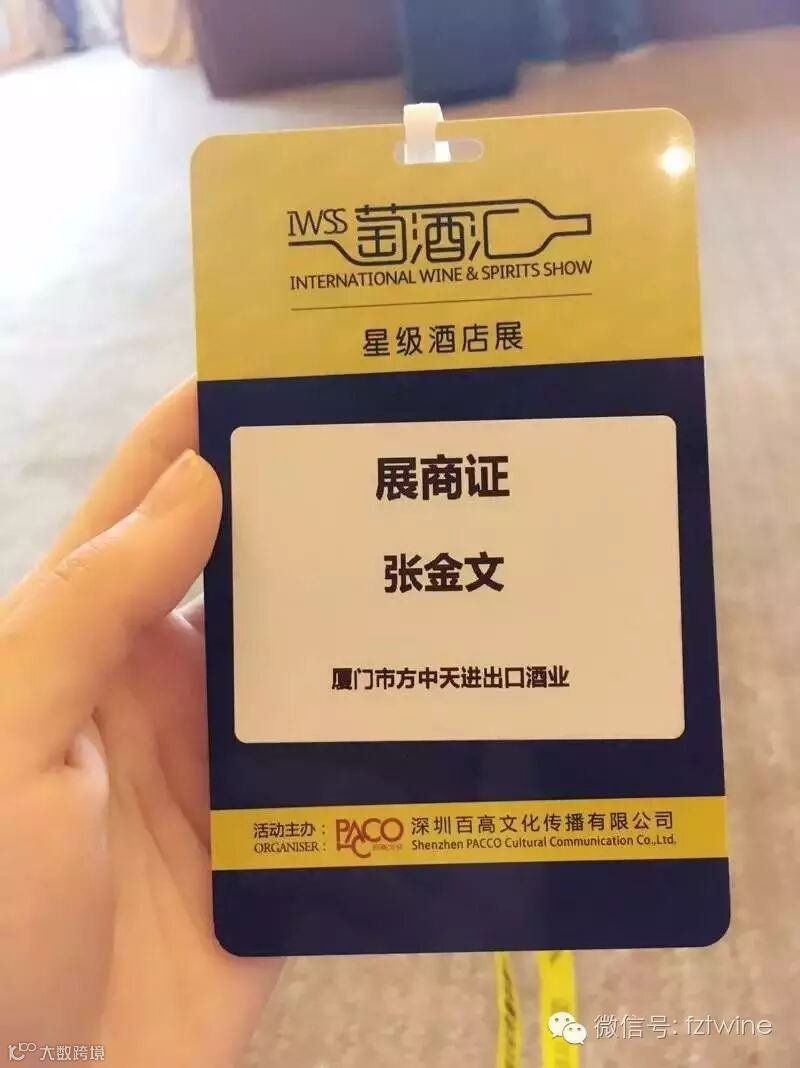 IWSS 萄酒汇
INTERNATIONAL WINE & SPIRITS SHOW
星级酒店展
展商证
张金文
厦门市方中天进出口酒业
活动主办： PACCO 深圳百高文化传播有限公司
ORGANISER： Shenzhen PACCO Cultural Communication Co.,Ltd.
微信号: fztwine
大数跨境